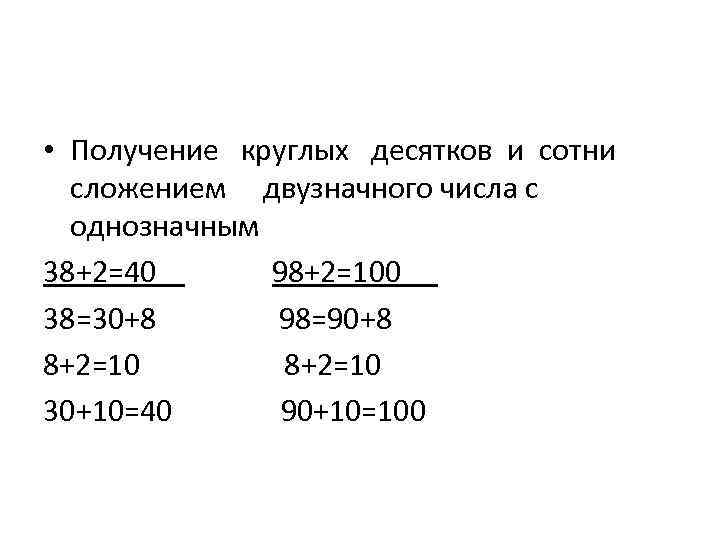 • Получение круглых десятков и сотни
сложением двузначного числа с
однозначным
38+2=40 98+2=100
38=30+8 98=90+8
8+2=10 8+2=10
30+10=40 90+10=100